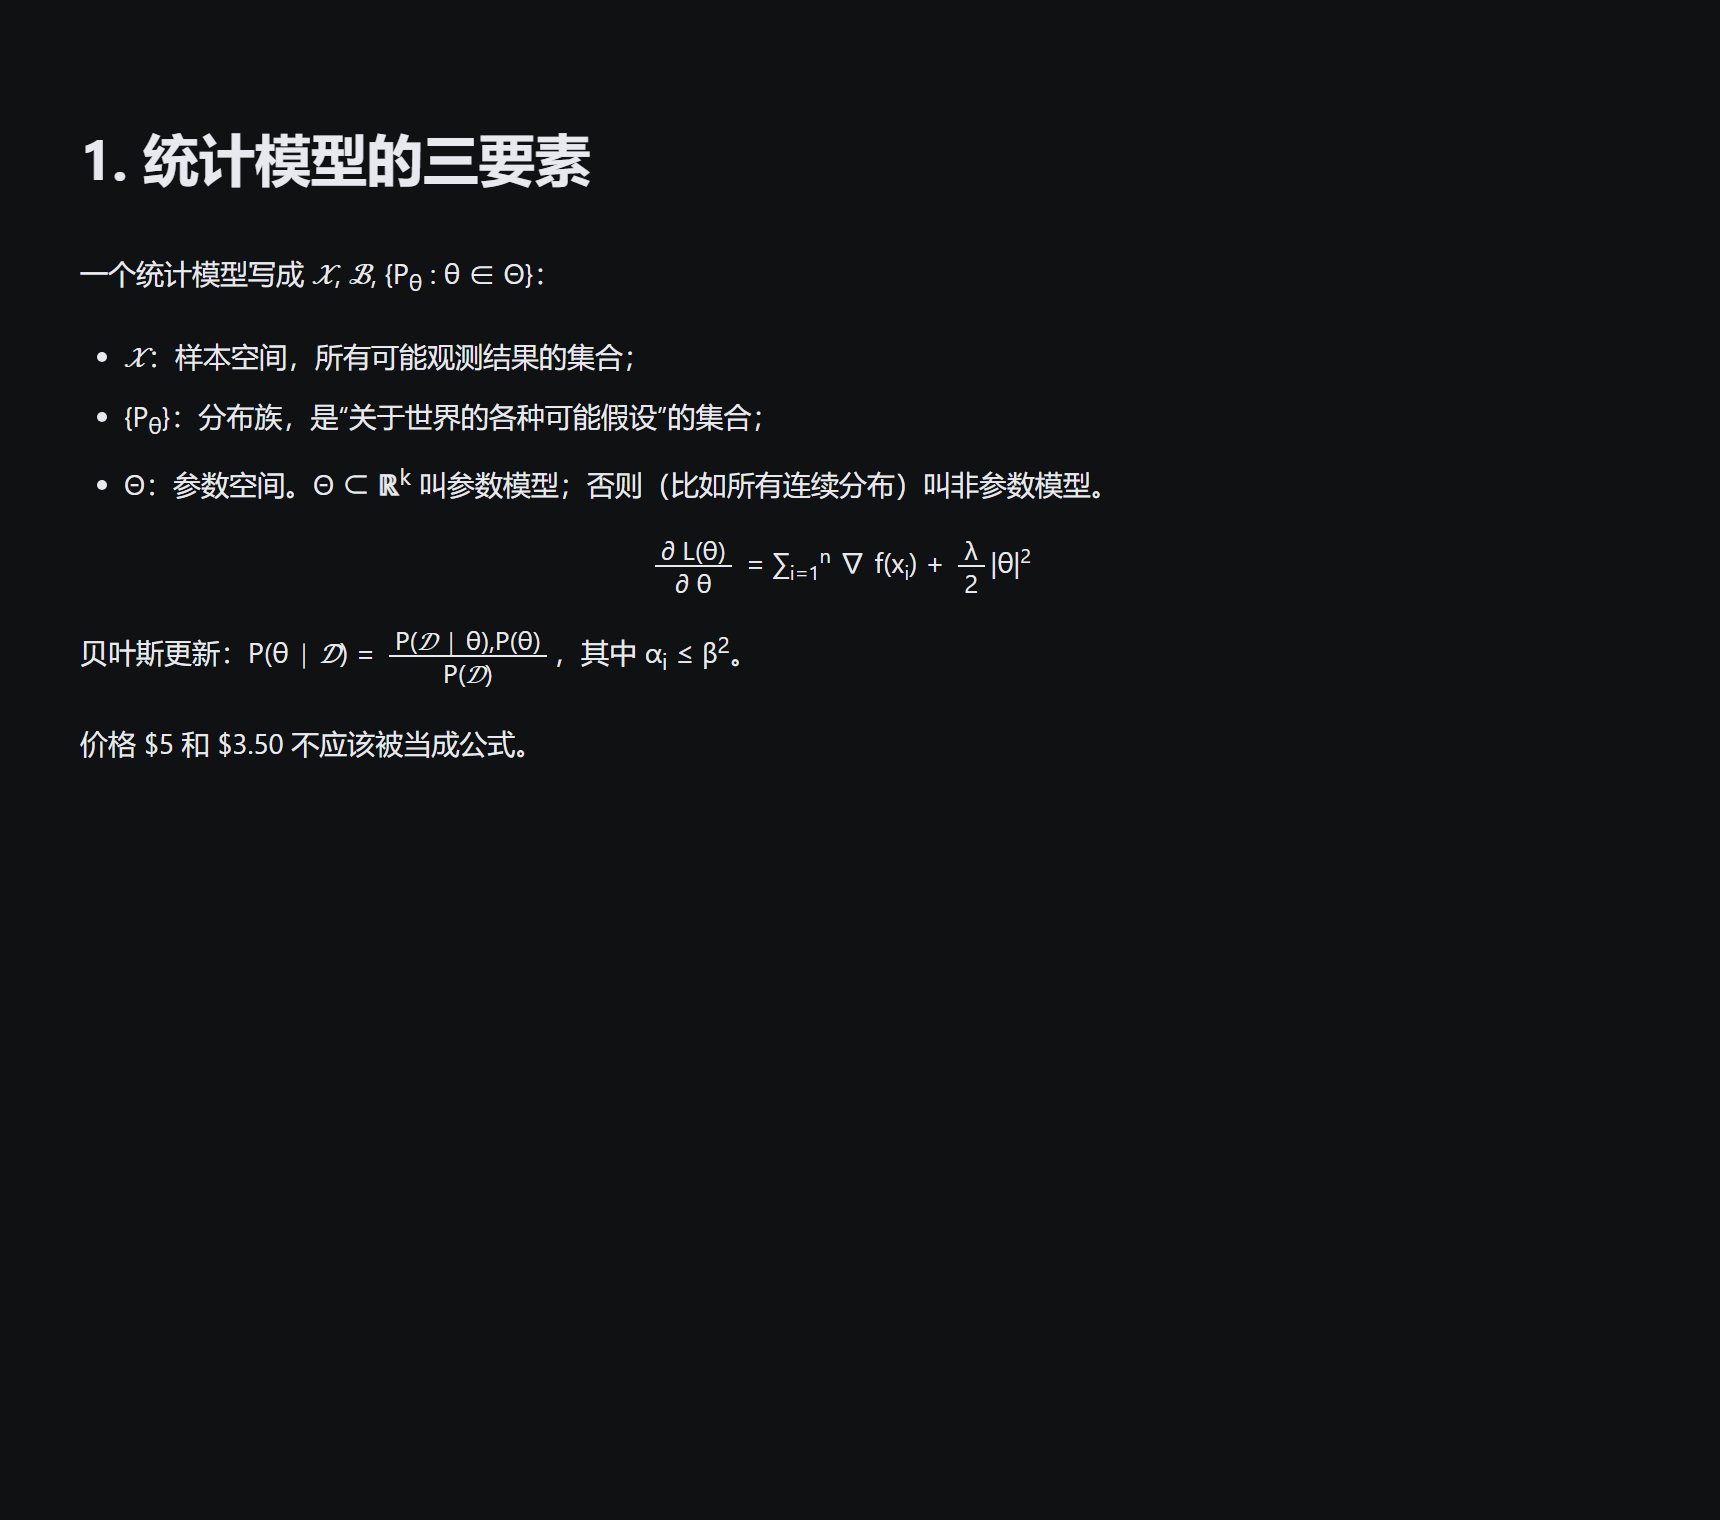 1. 统计模型的三要素
一个统计模型写成 𝒳, ℬ, {P_θ : θ ∈ Θ}：
• 𝒳：样本空间，所有可能观测结果的集合；
• {P_θ}：分布族，是“关于世界的各种可能假设”的集合；
• Θ：参数空间。Θ ⊂ ℝ^k 叫参数模型；否则（比如所有连续分布）叫非参数模型。
∂ L(θ) / ∂ θ = ∑_{i=1}^n ∇ f(x_i) + λ / 2 |θ|²
贝叶斯更新：P(θ | 𝒟) = P(𝒟 | θ),P(θ) / P(𝒟)，其中 α_i ≤ β²。
价格 $5 和 $3.50 不应该被当成公式。